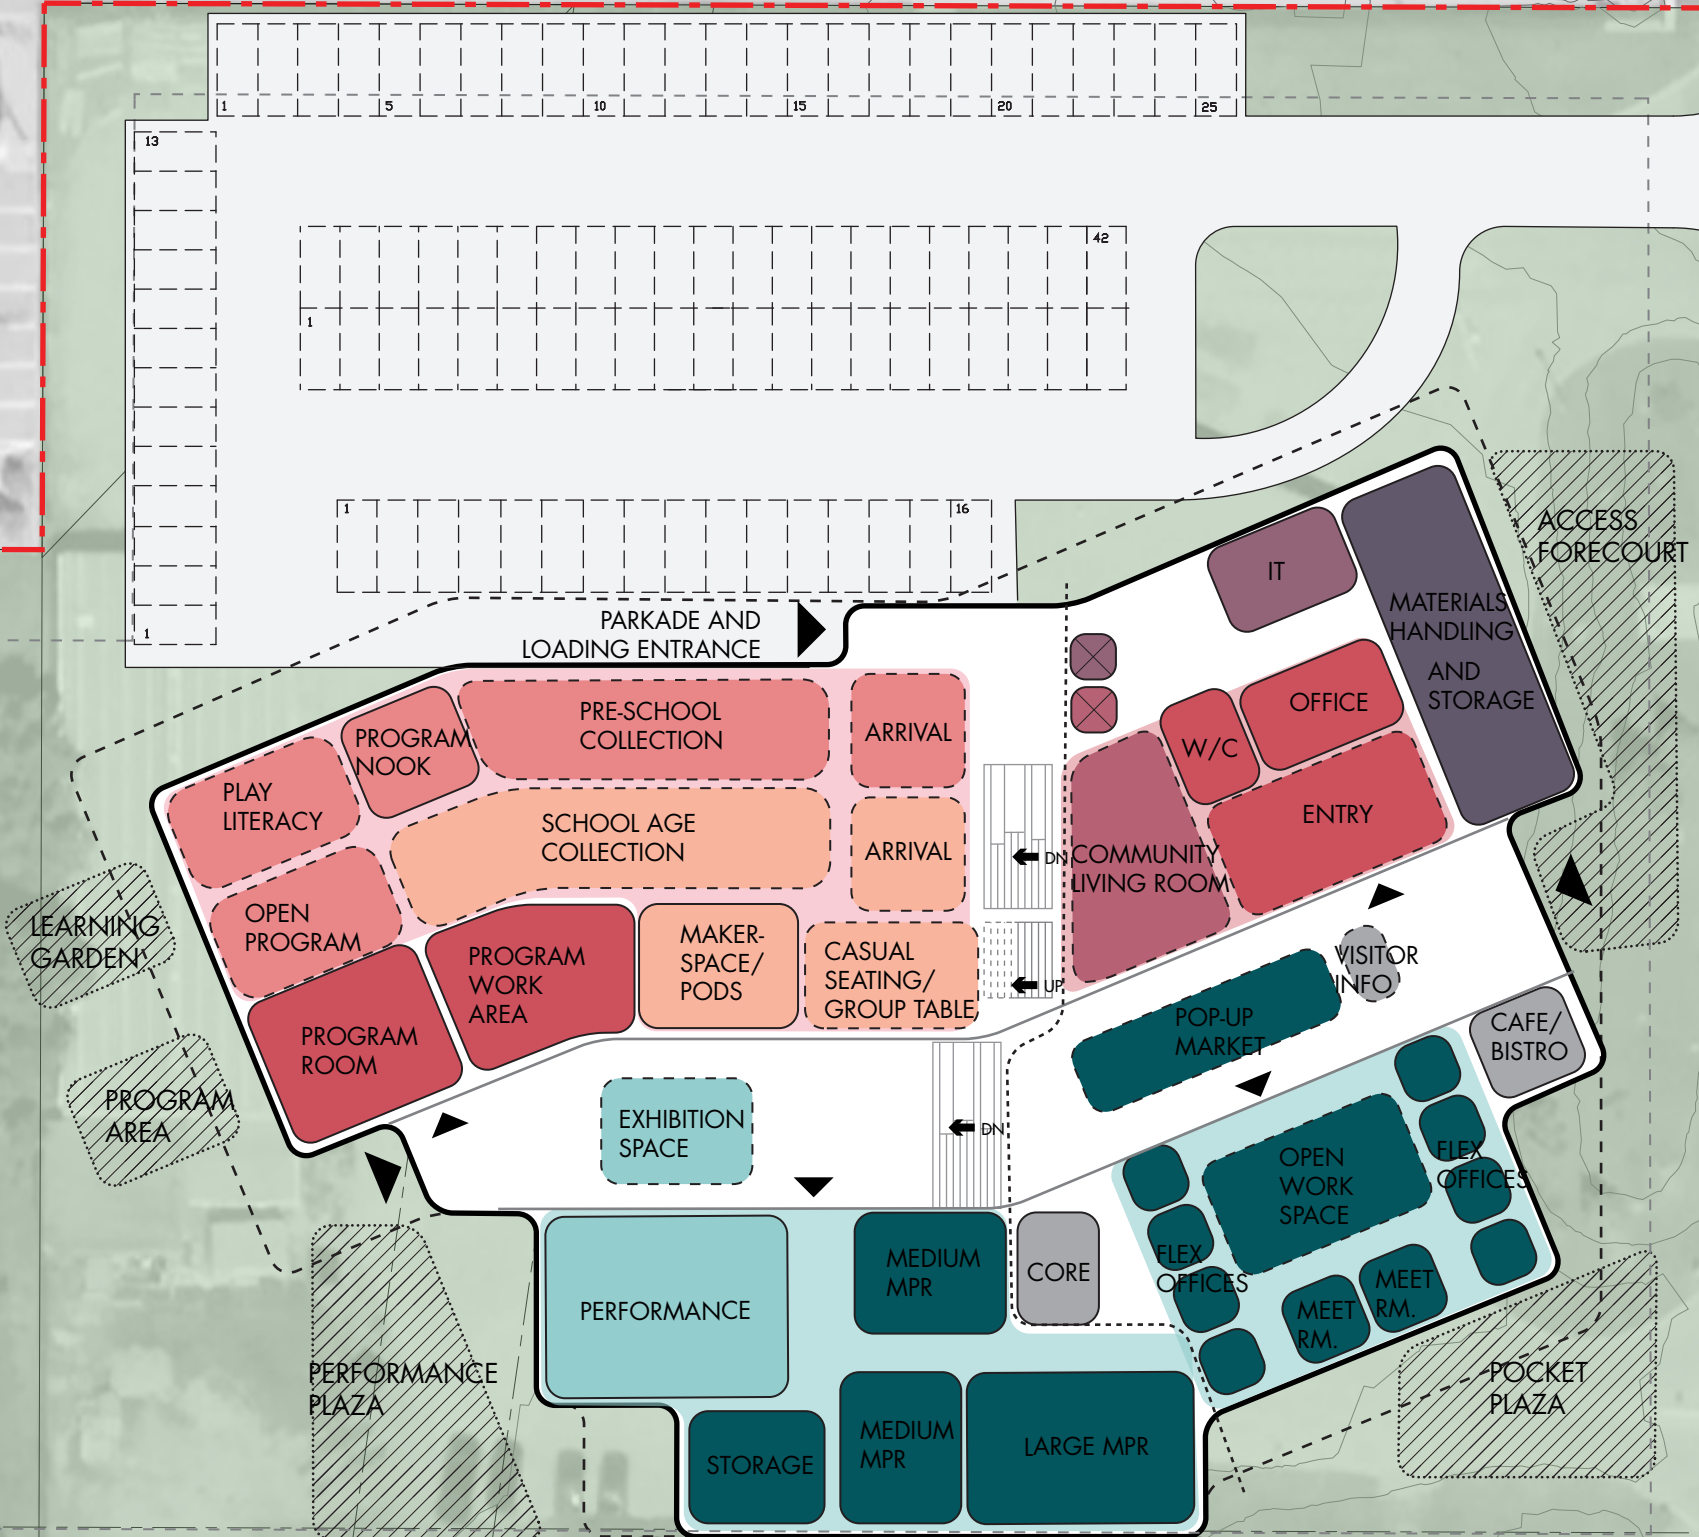 1
5
10
15
20
25
13
42
1
1
16
1
PARKADE AND
LOADING ENTRANCE
ACCESS
FORECOURT
IT
MATERIALS
HANDLING
AND
STORAGE
PRE-SCHOOL
COLLECTION
ARRIVAL
PROGRAM
NOOK
OFFICE
W/C
PLAY
LITERACY
SCHOOL AGE
COLLECTION
ARRIVAL
ENTRY
DN
COMMUNITY
LIVING ROOM
OPEN
PROGRAM
LEARNING
GARDEN
PROGRAM
WORK
AREA
MAKER-
SPACE/
PODS
CASUAL
SEATING/
GROUP TABLE
UP
VISITOR
INFO
PROGRAM
ROOM
POP-UP
MARKET
CAFE/
BISTRO
PROGRAM
AREA
EXHIBITION
SPACE
DN
OPEN
WORK
SPACE
FLEX
OFFICES
FLEX
OFFICES
MEDIUM
MPR
CORE
MEET
RM.
MEET
RM.
PERFORMANCE
PERFORMANCE
PLAZA
POCKET
PLAZA
STORAGE
MEDIUM
MPR
LARGE MPR